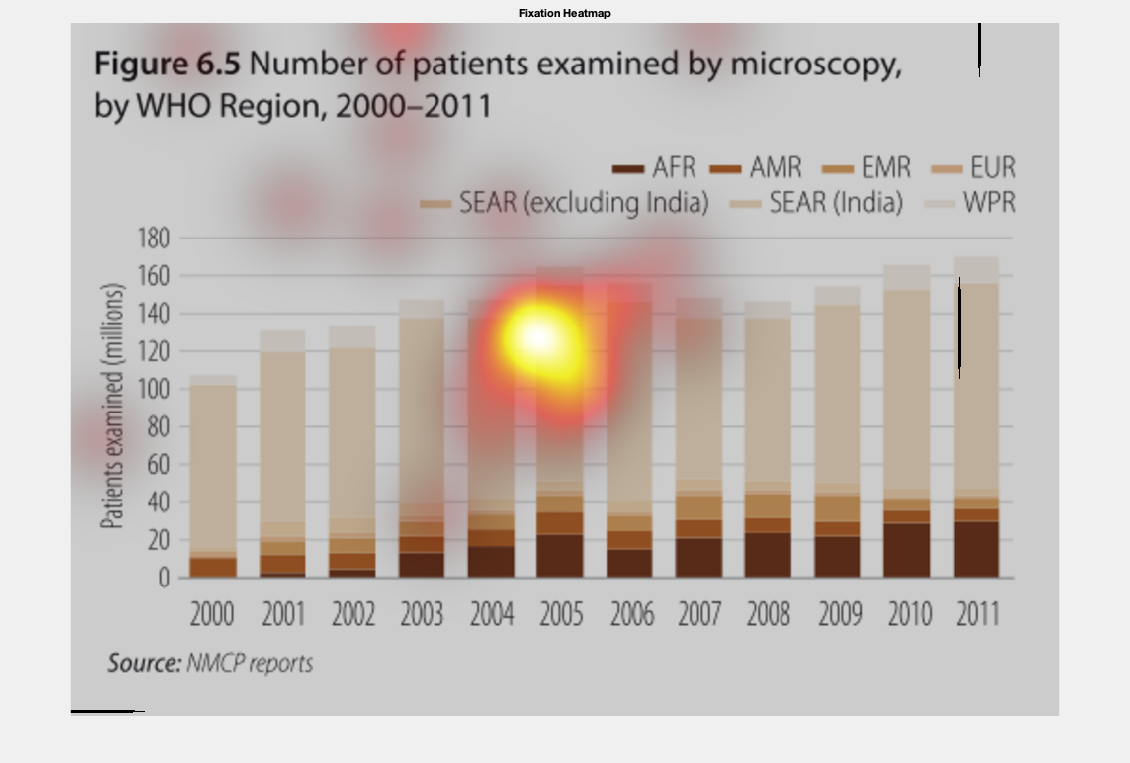 Fixation Heatmap
Figure 6.5 Number of patients examined by microscopy,
by WHO Region, 2000–2011
AFR AMR EMR EUR
SEAR (excluding India) SEAR (India) WPR
Patients examined (millions)
180
160
140
120
100
80
60
40
20
0
2000 2001 2002 2003 2004 2005 2006 2007 2008 2009 2010 2011
Source: NMCP reports